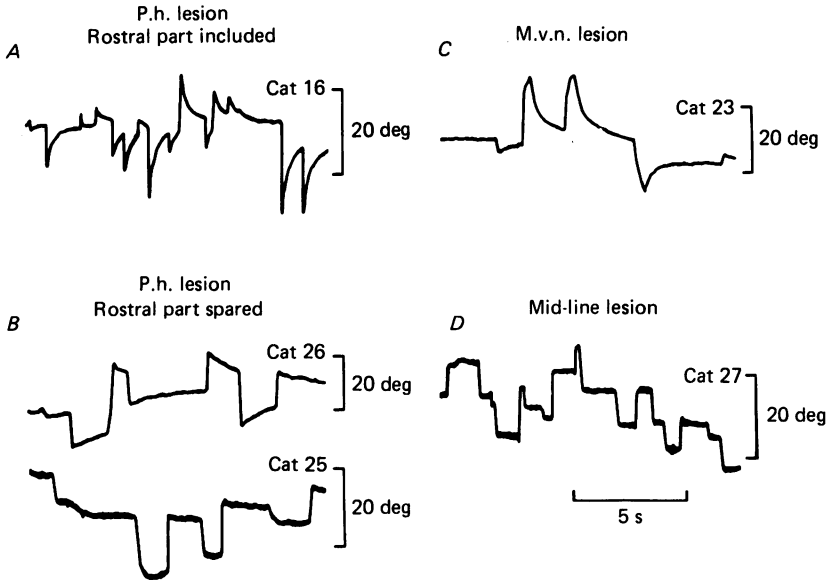 A
P.h. lesion
Rostral part included
Cat 16
20 deg
C
M.v.n. lesion
Cat 23
20 deg
B
P.h. lesion
Rostral part spared
Cat 26
20 deg
Cat 25
20 deg
D
Mid-line lesion
Cat 27
20 deg
5 s